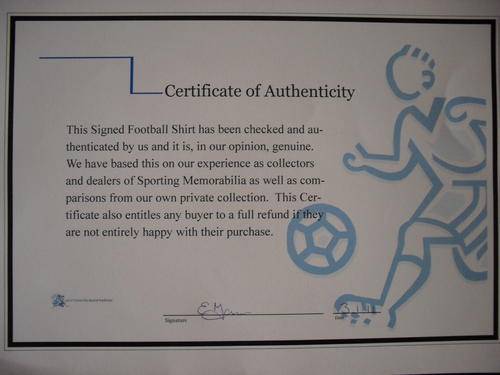 Certificate of Authenticity
This Signed Football Shirt has been checked and au-
thenticated by us and it is, in our opinion, genuine.
We have based this on our experience as collectors
and dealers of Sporting Memorabilia as well as com-
parisons from our own private collection. This Cer-
tificate also entitles any buyer to a full refund if they
are not entirely happy with their purchase.
Signature
Date